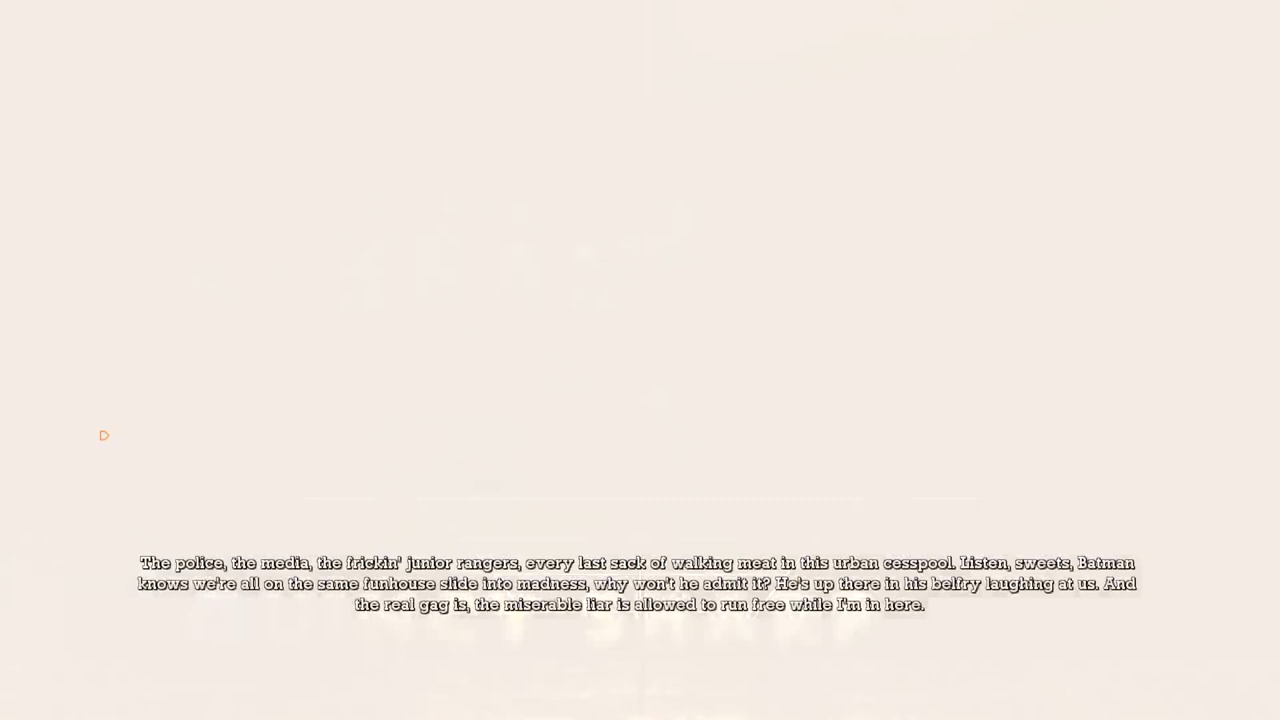 D
The police, the media, the frickin' junior rangers, every last sack of walking meat in this urban cesspool. Listen, sweets, Batman
knows we're all on the same funhouse slide into madness, why won't he admit it? He's up there in his belfry laughing at us. And
the real gag is, the miserable liar is allowed to run free while I'm in here.